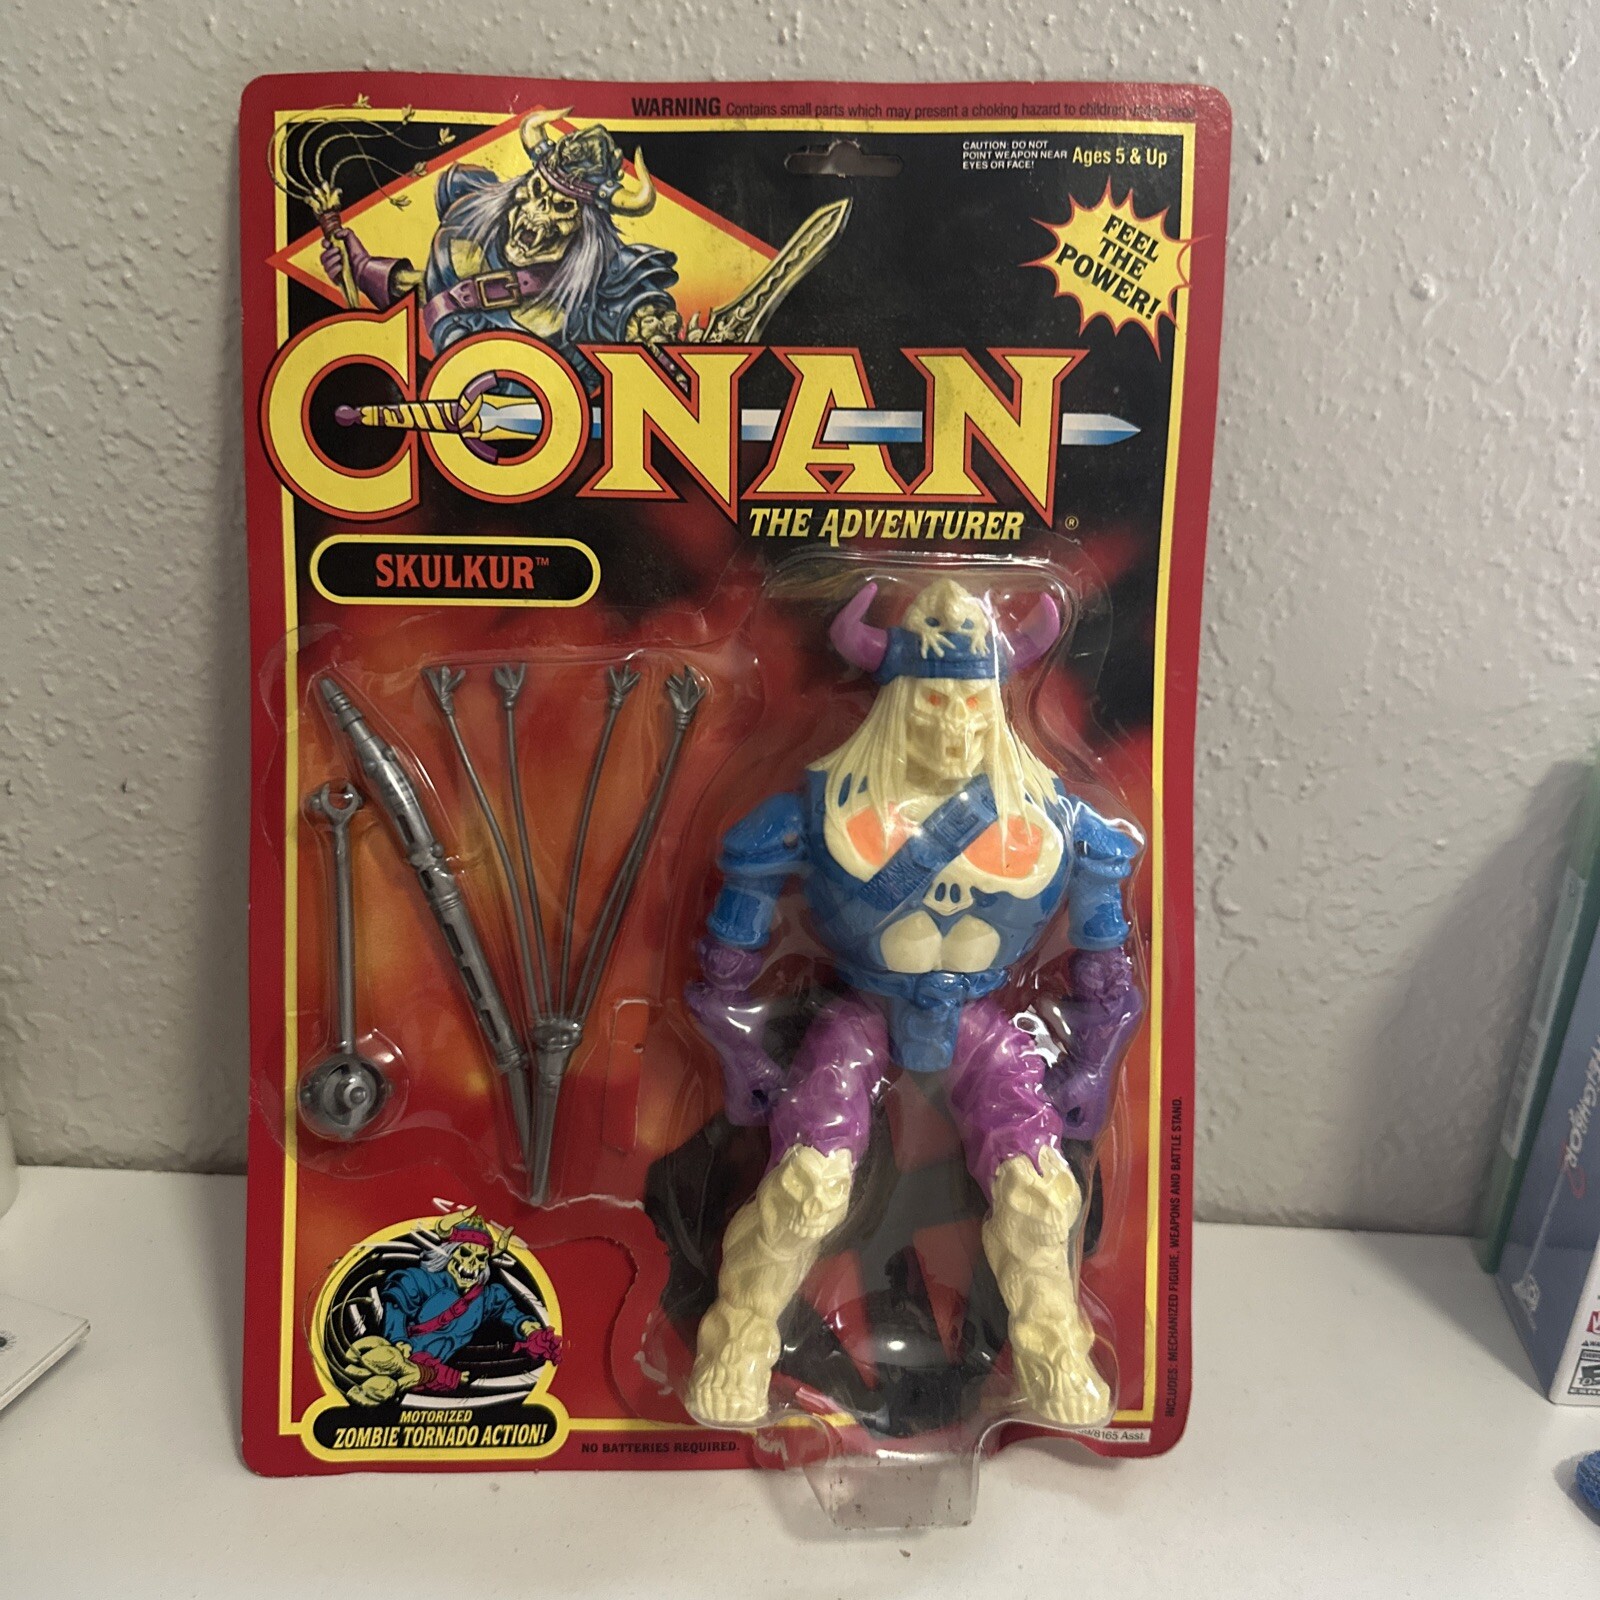 WARNING Contains small parts which may present a choking hazard to children
CAUTION: DO NOT
POINT WEAPON NEAR
EYES OR FACE!
Ages 5 & Up
FEEL
THE
POWER!
CONAN
THE ADVENTURER ®
SKULKUR™
INCLUDES: MECHANIZED FIGURE, WEAPONS AND BATTLE STAND.
MOTORIZED
ZOMBIE TORNADO ACTION!
NO BATTERIES REQUIRED.
Asst.